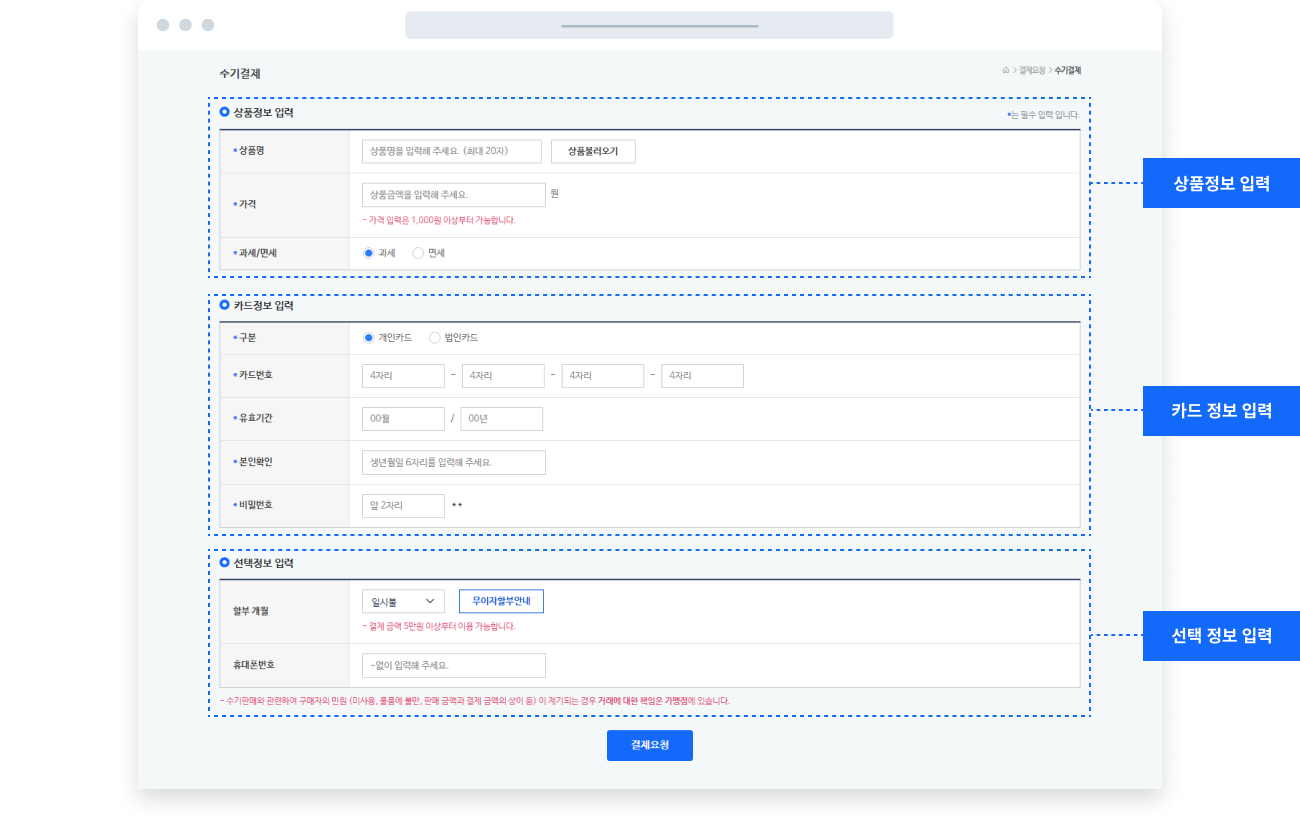 수기결제
> 결제요청 > 수기결제
상품정보 입력
*는 필수 입력 입니다.
상품정보 입력
* 상품명
상품명을 입력해 주세요. (최대 20자)
상품불러오기
* 가격
상품금액을 입력해 주세요.
원
- 가격 입력은 1,000원 이상부터 가능합니다.
* 과세/면세
과세
면세
카드정보 입력
* 구분
개인카드
법인카드
* 카드번호
4자리 - 4자리 - 4자리 - 4자리
카드 정보 입력
* 유효기간
00월 / 00년
* 본인확인
생년월일 6자리를 입력해 주세요.
* 비밀번호
앞 2자리 **
선택정보 입력
할부 개월
일시불
무이자할부안내
- 결제 금액 5만원 이상부터 이용 가능합니다.
선택 정보 입력
휴대폰번호
-없이 입력해 주세요.
- 수기판매와 관련하여 구매자의 민원 (미사용, 물품에 불만, 판매 금액과 결제 금액의 상이 등) 이 제기되는 경우 거래에 대한 책임은 가맹점에 있습니다.
결제요청